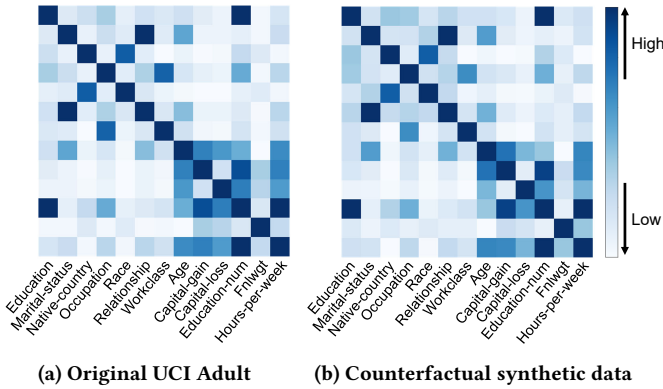 High
Low
Education
Marital-status
Native-country
Occupation
Race
Relationship
Workclass
Age
Capital-gain
Capital-loss
Education-num
Fnlwgt
Hours-per-week
Education
Marital-status
Native-country
Occupation
Race
Relationship
Workclass
Age
Capital-gain
Capital-loss
Education-num
Fnlwgt
Hours-per-week
(a) Original UCI Adult
(b) Counterfactual synthetic data